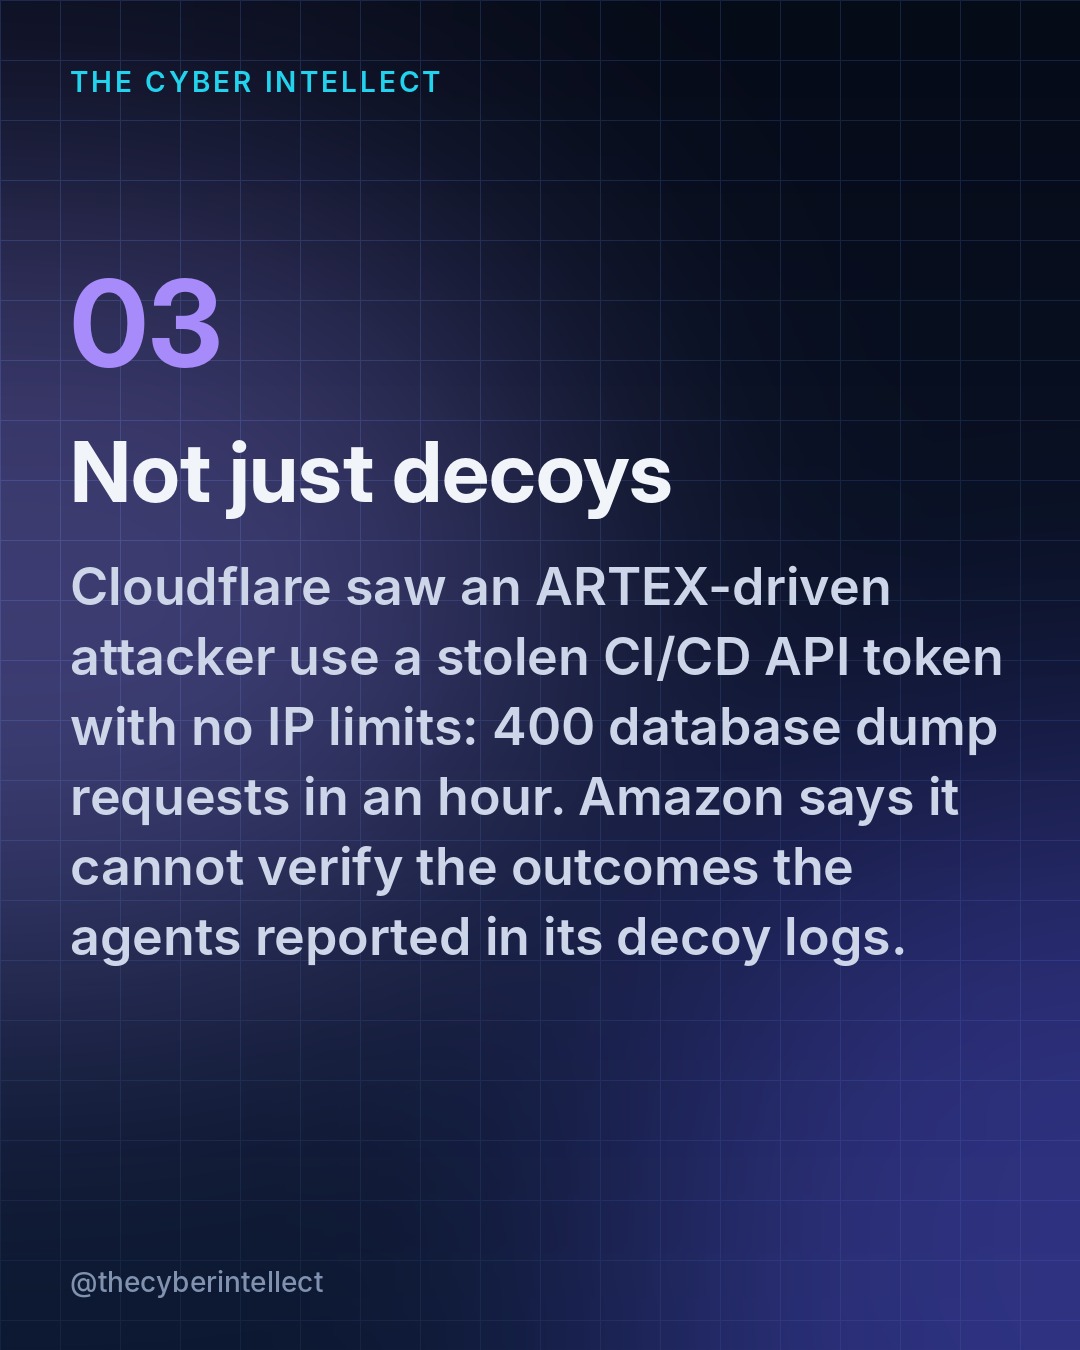 THE CYBER INTELLECT
03
Not just decoys
Cloudflare saw an ARTEX-driven
attacker use a stolen CI/CD API token
with no IP limits: 400 database dump
requests in an hour. Amazon says it
cannot verify the outcomes the
agents reported in its decoy logs.
@thecyberintellect